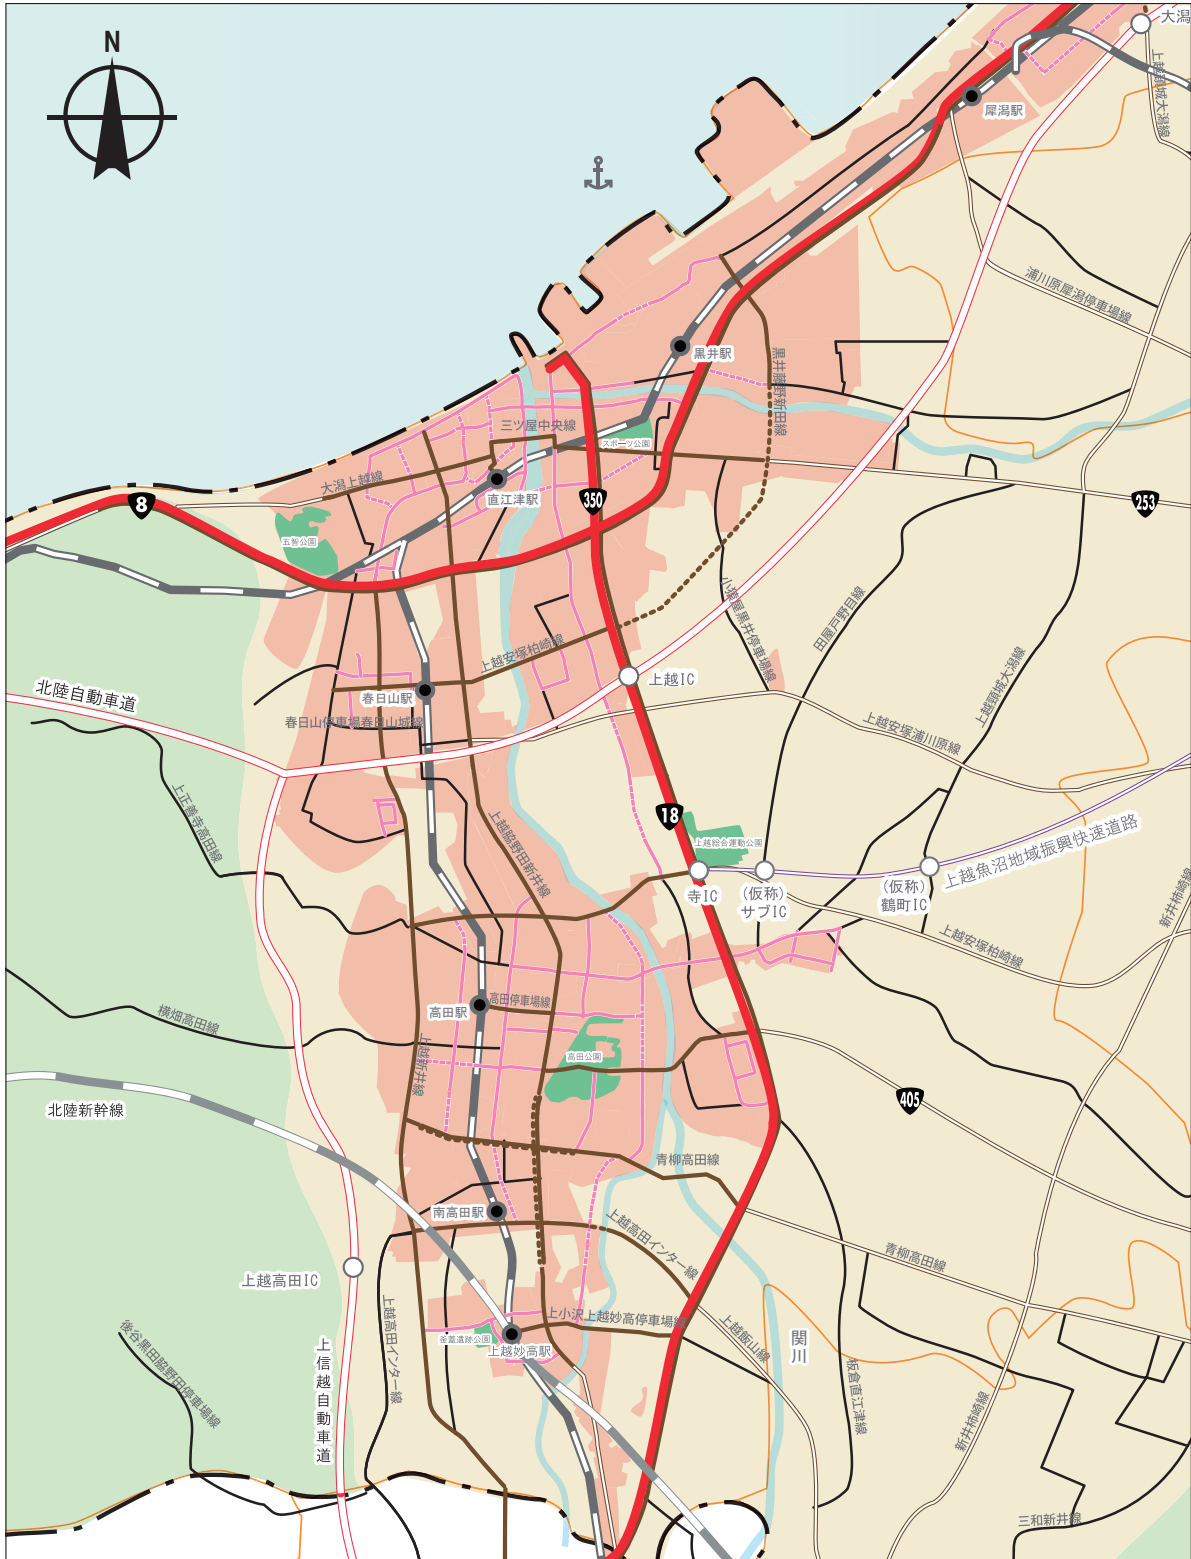 N
大潟
上越頸城大潟線
犀潟駅
浦川原犀潟停車場線
黒井駅
黒井藤野新田線
三ツ屋中央線
スポーツ公園
大潟上越線
直江津駅
8
350
253
五智公園
小猿屋黒井停車場線
田屋戸野目線
上越安塚柏崎線
上越頸城大潟線
上越IC
北陸自動車道
春日山駅
春日山停車場春日山城線
上越安塚浦川原線
上正善寺高田線
上越脇野田新井線
18
上越総合運動公園
上越魚沼地域振興快速道路
寺IC
(仮称)
サブIC
(仮称)
鶴町IC
新井柿崎線
上越安塚柏崎線
高田駅
高田停車場線
横畑高田線
上越新井線
高田公園
北陸新幹線
405
青柳高田線
南高田駅
上越高田インター線
青柳高田線
上越高田IC
上越高田インター線
上小沢上越妙高停車場線
釜蓋遺跡公園
上越妙高駅
上越飯山線
関川
後谷黒田脇野田停車場線
上信越自動車道
板倉直江津線
新井柿崎線
三和新井線